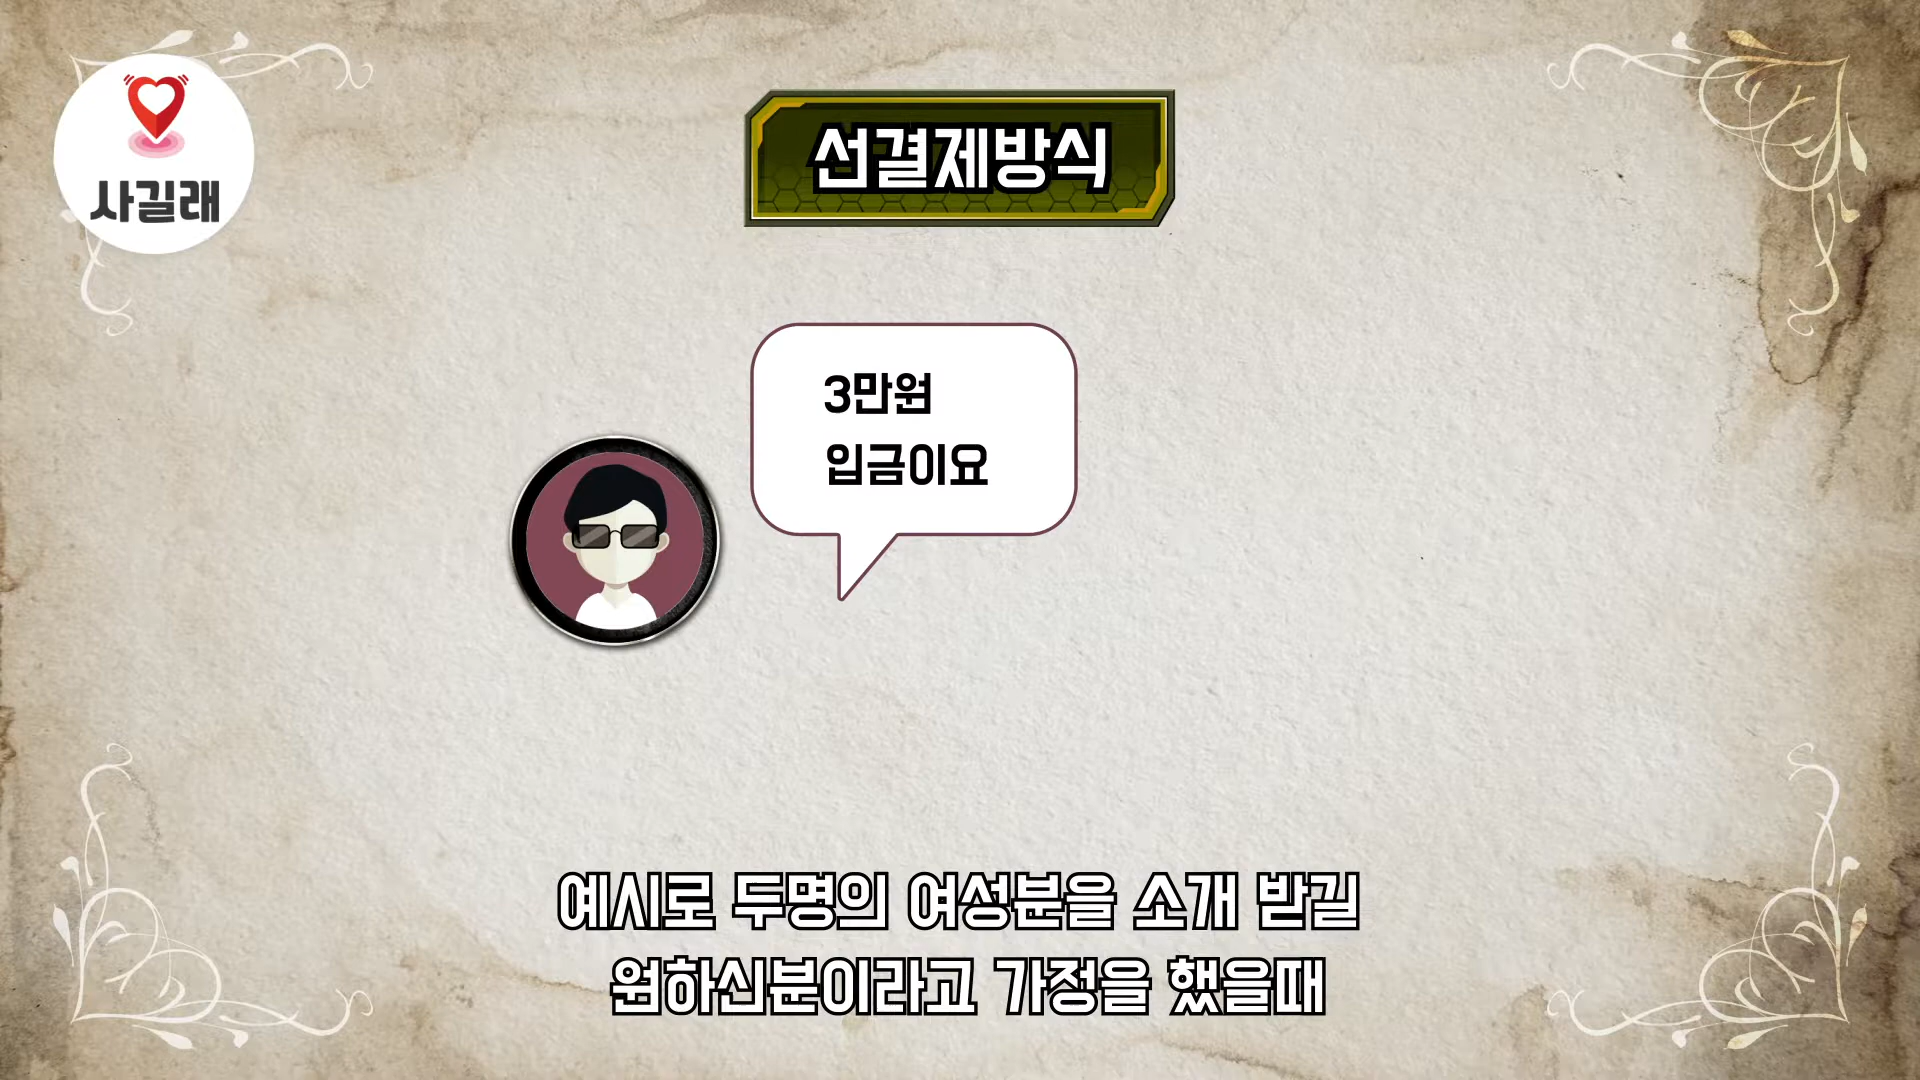 사길래
선결제방식
3만원
입금이요
예시로 두명의 여성분을 소개 받길
원하신분이라고 가정을 했을때